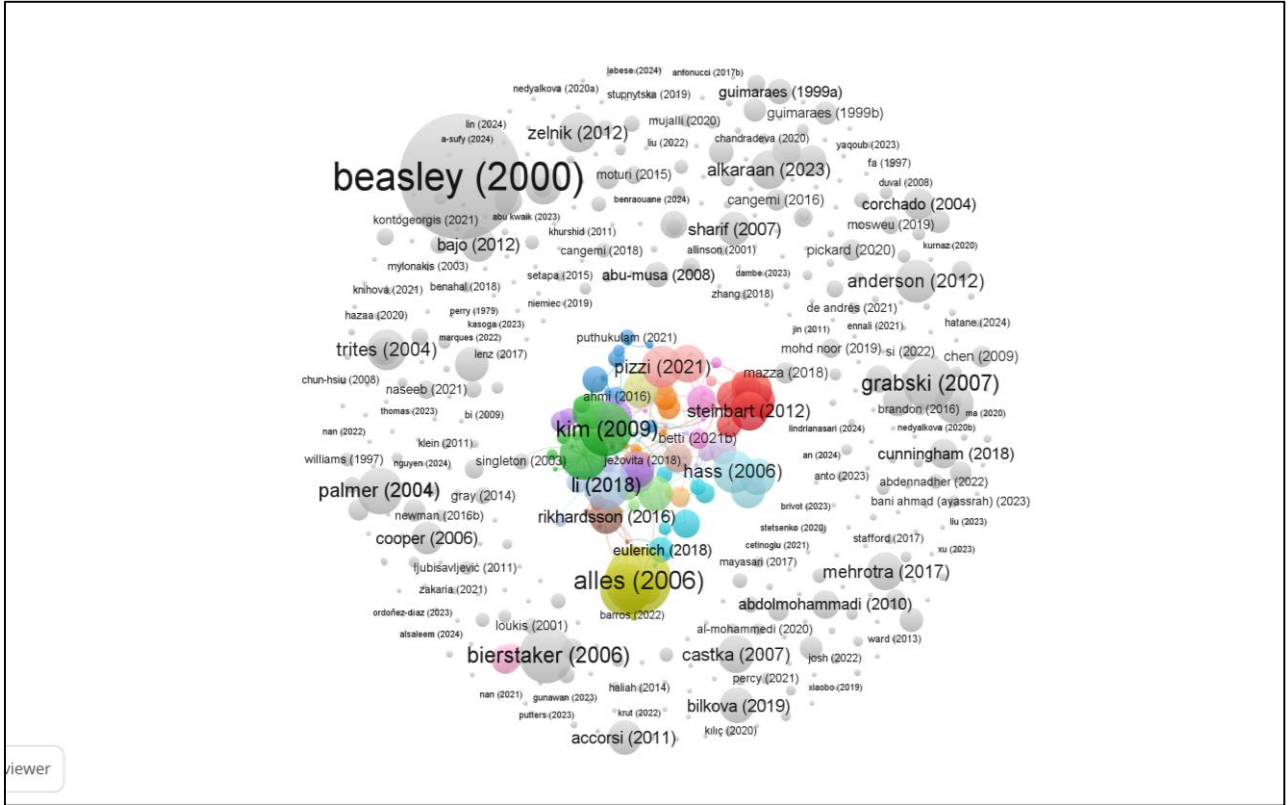 lebese (2024)
antonucci (2017b)
nedyalkova (2020a)
stupnytska (2019)
guimaraes (1999a)
guimaraes (1999b)
lin (2024)
zelnik (2012)
mujalli (2020)
chandradeva (2020)
a-sufy (2024)
liu (2022)
yaqoub (2023)
fa (1997)
beasley (2000)
moturi (2015)
alkaraan (2023)
duval (2008)
benraouane (2024)
cangemi (2016)
corchado (2004)
kontogeorgis (2021)
abu kwaik (2023)
mosweu (2019)
khurshid (2011)
sharif (2007)
bajo (2012)
cangemi (2018)
allinson (2001)
pickard (2020)
kurnaz (2020)
mylonakis (2003)
setapa (2015)
abu-musa (2008)
dambe (2023)
anderson (2012)
knihova (2021)
benahal (2018)
zhang (2018)
niemiec (2019)
de andrés (2021)
hazaa (2020)
perry (1979)
kasoga (2023)
jin (2011)
ennali (2021)
hatane (2024)
marques (2022)
puthukulam (2021)
trites (2004)
lenz (2017)
mohd noor (2019)
si (2022)
chen (2009)
pizzi (2021)
mazza (2018)
chun-hsiu (2008)
naseeb (2021)
ahmi (2016)
grabski (2007)
thomas (2023)
bi (2009)
steinbart (2012)
brandon (2016)
ma (2020)
kim (2009)
betti (2021b)
lindrianasari (2024)
nedyalkova (2020b)
nan (2022)
klein (2011)
williams (1997)
nguyen (2024)
singleton (2003)
ježovita (2018)
an (2024)
cunningham (2018)
hass (2006)
anto (2023)
abdennadher (2022)
palmer (2004)
gray (2014)
li (2018)
bani ahmad (ayassrah) (2023)
newman (2016b)
rikhardsson (2016)
brivot (2023)
liu (2023)
cooper (2006)
stetsenko (2020)
stafford (2017)
eulerich (2018)
cetinoglu (2021)
xu (2023)
ljubisavljević (2011)
mayasari (2017)
mehrotra (2017)
zakaria (2021)
alles (2006)
ordoñez-diaz (2023)
barros (2022)
abdolmohammadi (2010)
alsaleem (2024)
loukis (2001)
al-mohammedi (2020)
ward (2013)
bierstaker (2006)
castka (2007)
josh (2022)
percy (2021)
haliah (2014)
xiaobo (2019)
nan (2021)
gunawan (2023)
bilkova (2019)
putters (2023)
krut (2022)
kılıç (2020)
accorsi (2011)
viewer